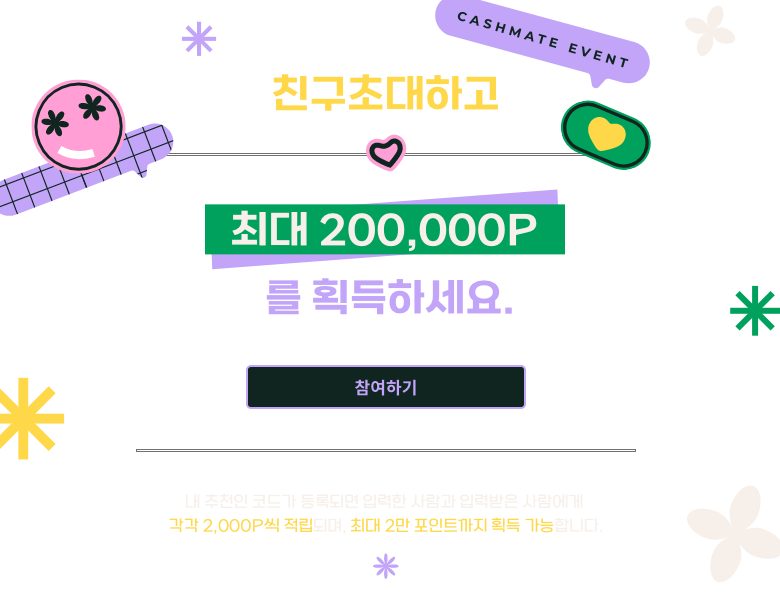 CASHMATE EVENT
친구초대하고
최대 200,000P
를 획득하세요.
참여하기
내 추천인 코드가 등록되면 입력한 사람과 입력받은 사람에게
각각 2,000P씩 적립되며, 최대 2만 포인트까지 획득 가능합니다.